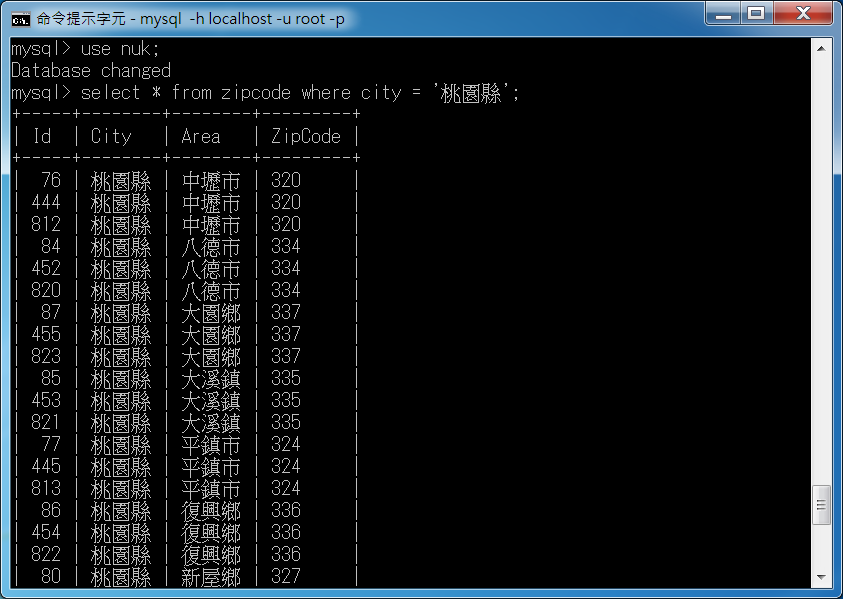 命令提示字元 - mysql  -h localhost -u root -p
mysql> use nuk;
Database changed
mysql> select * from zipcode where city = '桃園縣';
+-----+--------+--------+---------+
| Id  | City   | Area   | ZipCode |
+-----+--------+--------+---------+
|  76 | 桃園縣 | 中壢市 | 320     |
| 444 | 桃園縣 | 中壢市 | 320     |
| 812 | 桃園縣 | 中壢市 | 320     |
|  84 | 桃園縣 | 八德市 | 334     |
| 452 | 桃園縣 | 八德市 | 334     |
| 820 | 桃園縣 | 八德市 | 334     |
|  87 | 桃園縣 | 大園鄉 | 337     |
| 455 | 桃園縣 | 大園鄉 | 337     |
| 823 | 桃園縣 | 大園鄉 | 337     |
|  85 | 桃園縣 | 大溪鎮 | 335     |
| 453 | 桃園縣 | 大溪鎮 | 335     |
| 821 | 桃園縣 | 大溪鎮 | 335     |
|  77 | 桃園縣 | 平鎮市 | 324     |
| 445 | 桃園縣 | 平鎮市 | 324     |
| 813 | 桃園縣 | 平鎮市 | 324     |
|  86 | 桃園縣 | 復興鄉 | 336     |
| 454 | 桃園縣 | 復興鄉 | 336     |
| 822 | 桃園縣 | 復興鄉 | 336     |
|  80 | 桃園縣 | 新屋鄉 | 327     |